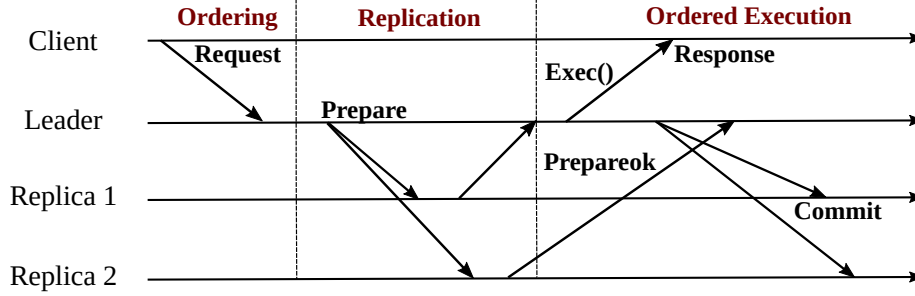 Ordering
Replication
Ordered Execution
Client
Request
Response
Exec()
Leader
Prepare
Prepareok
Replica 1
Commit
Replica 2